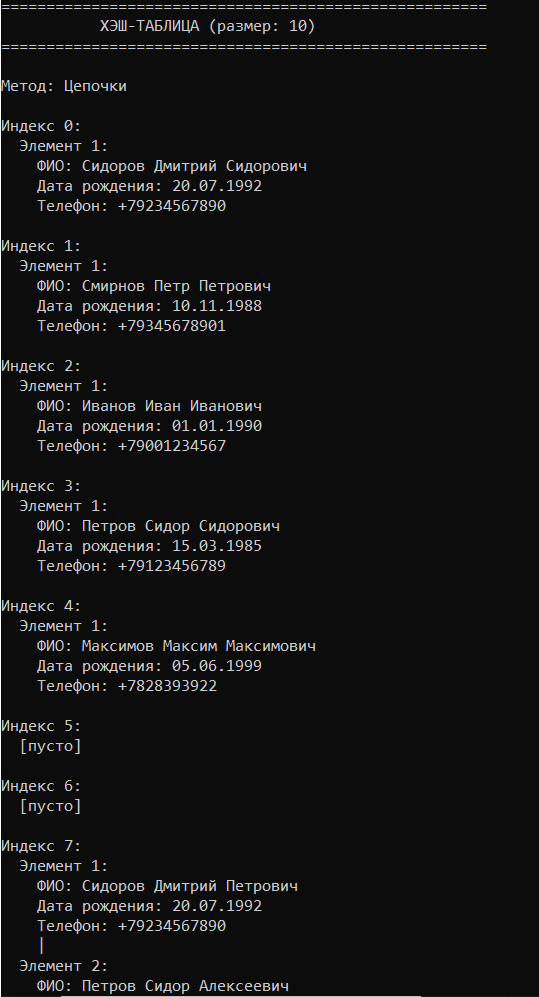 ======================================================
ХЭШ-ТАБЛИЦА (размер: 10)
======================================================
Метод: Цепочки
Индекс 0:
Элемент 1:
ФИО: Сидоров Дмитрий Сидорович
Дата рождения: 20.07.1992
Телефон: +79234567890
Индекс 1:
Элемент 1:
ФИО: Смирнов Петр Петрович
Дата рождения: 10.11.1988
Телефон: +79345678901
Индекс 2:
Элемент 1:
ФИО: Иванов Иван Иванович
Дата рождения: 01.01.1990
Телефон: +79001234567
Индекс 3:
Элемент 1:
ФИО: Петров Сидор Сидорович
Дата рождения: 15.03.1985
Телефон: +79123456789
Индекс 4:
Элемент 1:
ФИО: Максимов Максим Максимович
Дата рождения: 05.06.1999
Телефон: +7828393922
Индекс 5:
[пусто]
Индекс 6:
[пусто]
Индекс 7:
Элемент 1:
ФИО: Сидоров Дмитрий Петрович
Дата рождения: 20.07.1992
Телефон: +79234567890
|
Элемент 2:
ФИО: Петров Сидор Алексеевич